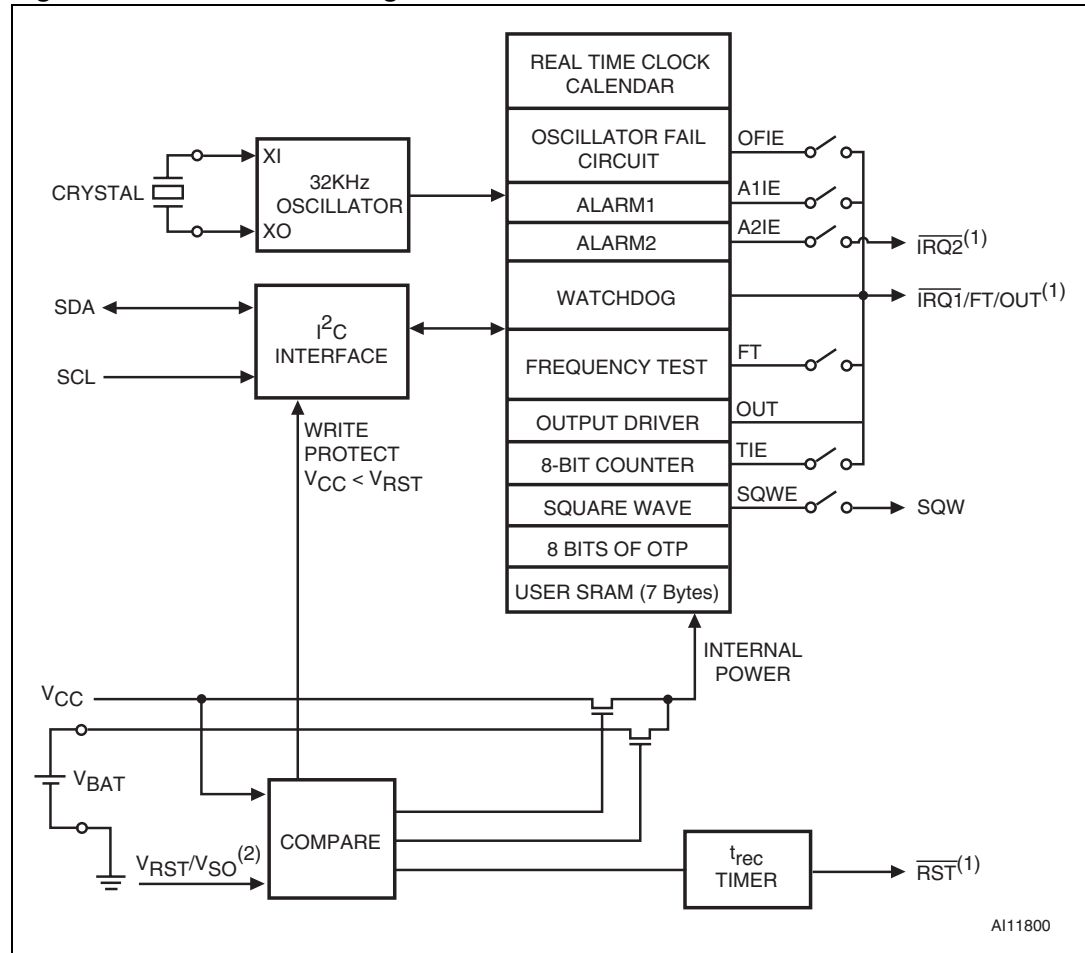 REAL TIME CLOCK
CALENDAR
OSCILLATOR FAIL
CIRCUIT
OFIE
XI
CRYSTAL
32KHz
OSCILLATOR
XO
ALARM1
A1IE
ALARM2
A2IE
IRQ2(1)
WATCHDOG
IRQ1/FT/OUT(1)
SDA
I2C
INTERFACE
SCL
FREQUENCY TEST
FT
OUTPUT DRIVER
OUT
WRITE
PROTECT
VCC < VRST
8-BIT COUNTER
TIE
SQUARE WAVE
SQWE
SQW
8 BITS OF OTP
USER SRAM (7 Bytes)
INTERNAL
POWER
VCC
VBAT
COMPARE
VRST/VSO(2)
trec
TIMER
RST(1)
AI11800